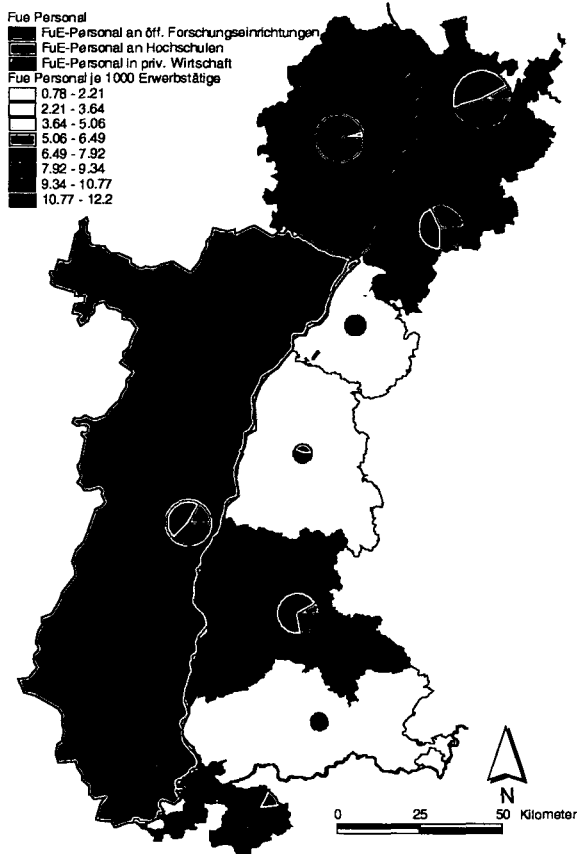 Fue Personal
FuE-Personal an öff. Forschungseinrichtungen
FuE-Personal an Hochschulen
FuE-Personal in priv. Wirtschaft
Fue Personal je 1000 Erwerbstätige
0.78 - 2.21
2.21 - 3.64
3.64 - 5.06
5.06 - 6.49
6.49 - 7.92
7.92 - 9.34
9.34 - 10.77
10.77 - 12.2
N
0 25 50 Kilometer